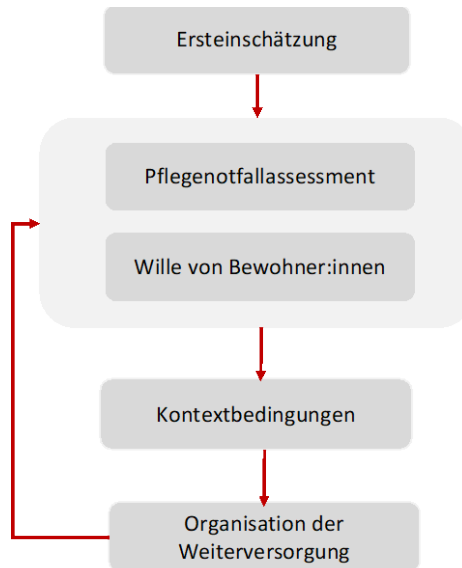 Ersteinschätzung
Pflegenotfallassessment
Wille von Bewohner:innen
Kontextbedingungen
Organisation der
Weiterversorgung